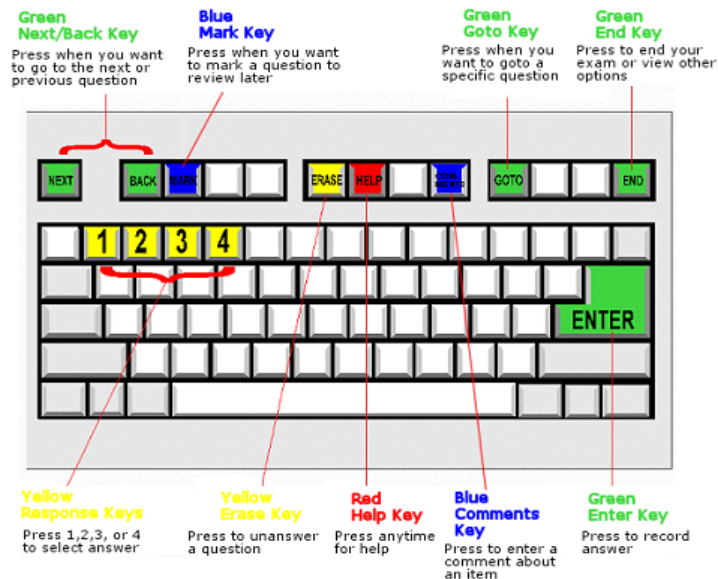 Green
Next/Back Key
Press when you want
to go to the next or
previous question
Blue
Mark Key
Press when you want
to mark a question to
review later
Green
Goto Key
Press when you
want to goto a
specific question
Green
End Key
Press to end your
exam or view other
options
NEXT
BACK
MARK
ERASE
HELP
COM-
MENTS
GOTO
END
1 2 3 4
ENTER
Yellow
Response Keys
Press 1,2,3, or 4
to select answer
Yellow
Erase Key
Press to unanswer
a question
Red
Help Key
Press anytime
for help
Blue
Comments
Key
Press to enter a
comment about
an item
Green
Enter Key
Press to record
answer